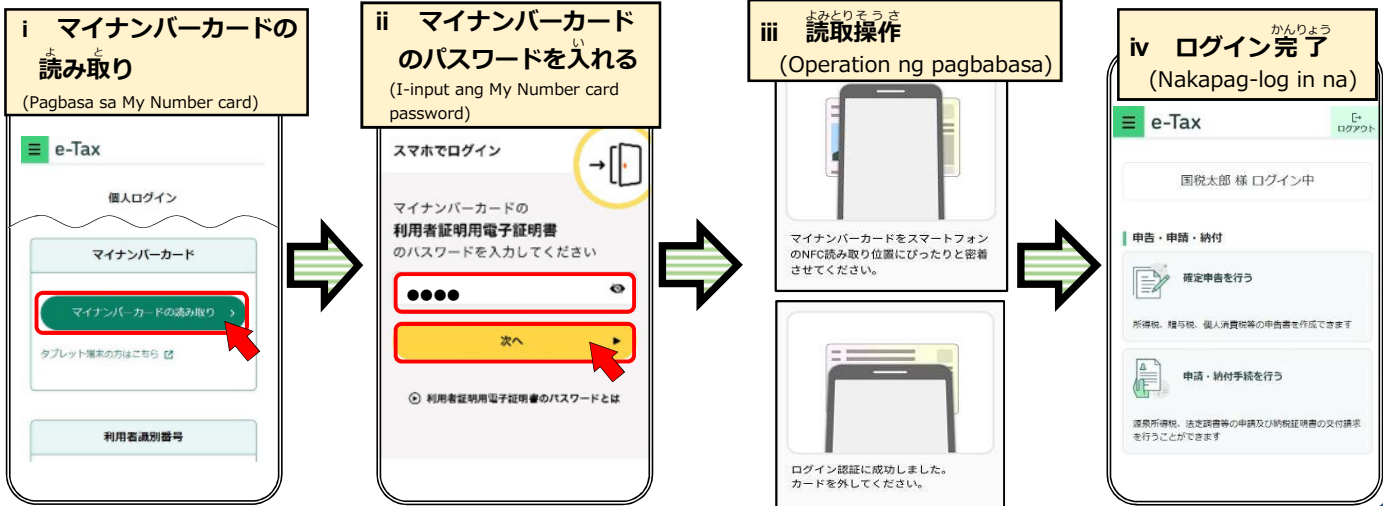 i マイナンバーカードの
よ と
読み取り
(Pagbasa sa My Number card)
e-Tax
個人ログイン
マイナンバーカード
マイナンバーカードの読み取り
タブレット端末の方はこちら
利用者識別番号
ii マイナンバーカード
い
のパスワードを入れる
(I-input ang My Number card
password)
スマホでログイン
マイナンバーカードの
利用者証明用電子証明書
のパスワードを入力してください
●●●●
次へ
利用者証明用電子証明書のパスワードとは
よみとりそうさ
iii 読取操作
(Operation ng pagbabasa)
マイナンバーカードをスマートフォン
のNFC読み取り位置にぴったりと密着
させてください。
ログイン認証に成功しました。
カードを外してください。
かんりょう
iv ログイン完了
(Nakapag-log in na)
e-Tax
ログアウト
国税太郎 様 ログイン中
申告・申請・納付
確定申告を行う
所得税、贈与税、個人消費税等の申告書を作成できます
申請・納付手続を行う
源泉所得税、法定調書等の申請及び納税証明書の交付請求
を行うことができます